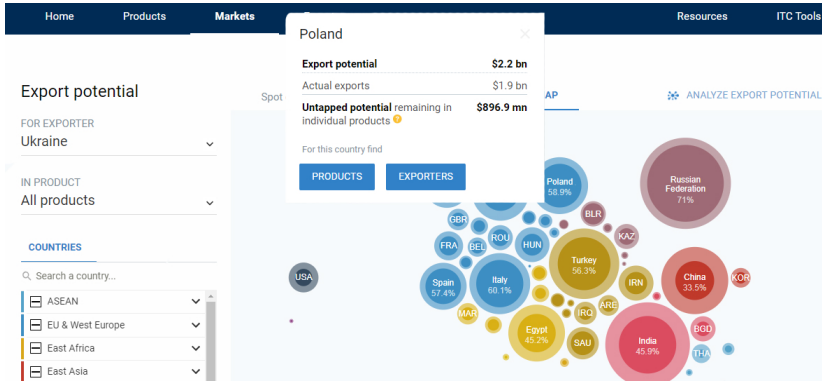 Home Products Markets Resources ITC Tools
Poland
Export potential $2.2 bn
Actual exports $1.9 bn
Untapped potential remaining in $896.9 mn
individual products ?
For this country find
PRODUCTS EXPORTERS
Export potential
FOR EXPORTER
Ukraine
IN PRODUCT
All products
COUNTRIES
Search a country...
ASEAN
EU & West Europe
East Africa
East Asia
Spot
AP
ANALYZE EXPORT POTENTIAL
Poland
58.9%
Russian
Federation
71%
GBR
BLR
FRA
BEL
ROU
HUN
KAZ
USA
Spain
57.4%
Italy
60.1%
Turkey
56.3%
IRN
China
33.5%
KOR
MAR
IRQ
ARE
Egypt
45.2%
SAU
India
45.9%
BGD
THA